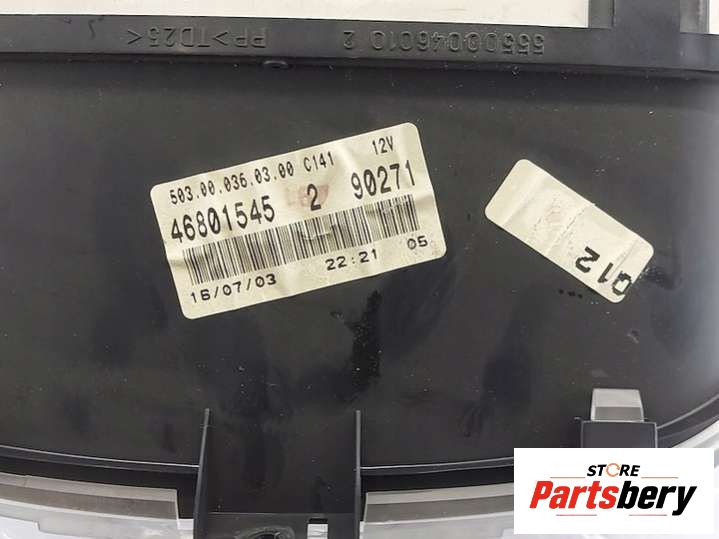 PP>TD25<
55500046010 2
503.00.036.03.00 C141 12V
46801545 2 90271
16/07/03 22:21 05
012
STORE
Partsbery